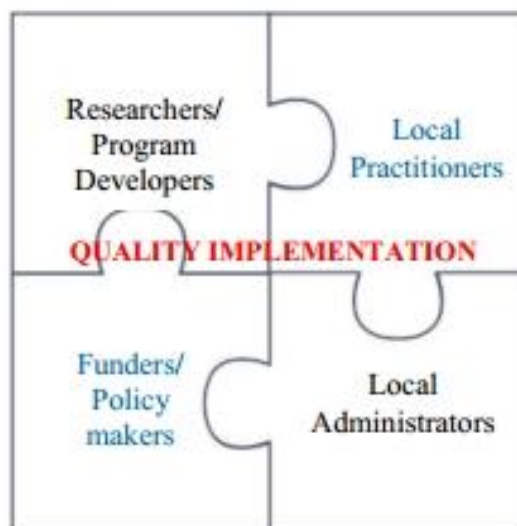 Researchers/
Program
Developers
Local
Practitioners
QUALITY IMPLEMENTATION
Funders/
Policy
makers
Local
Administrators